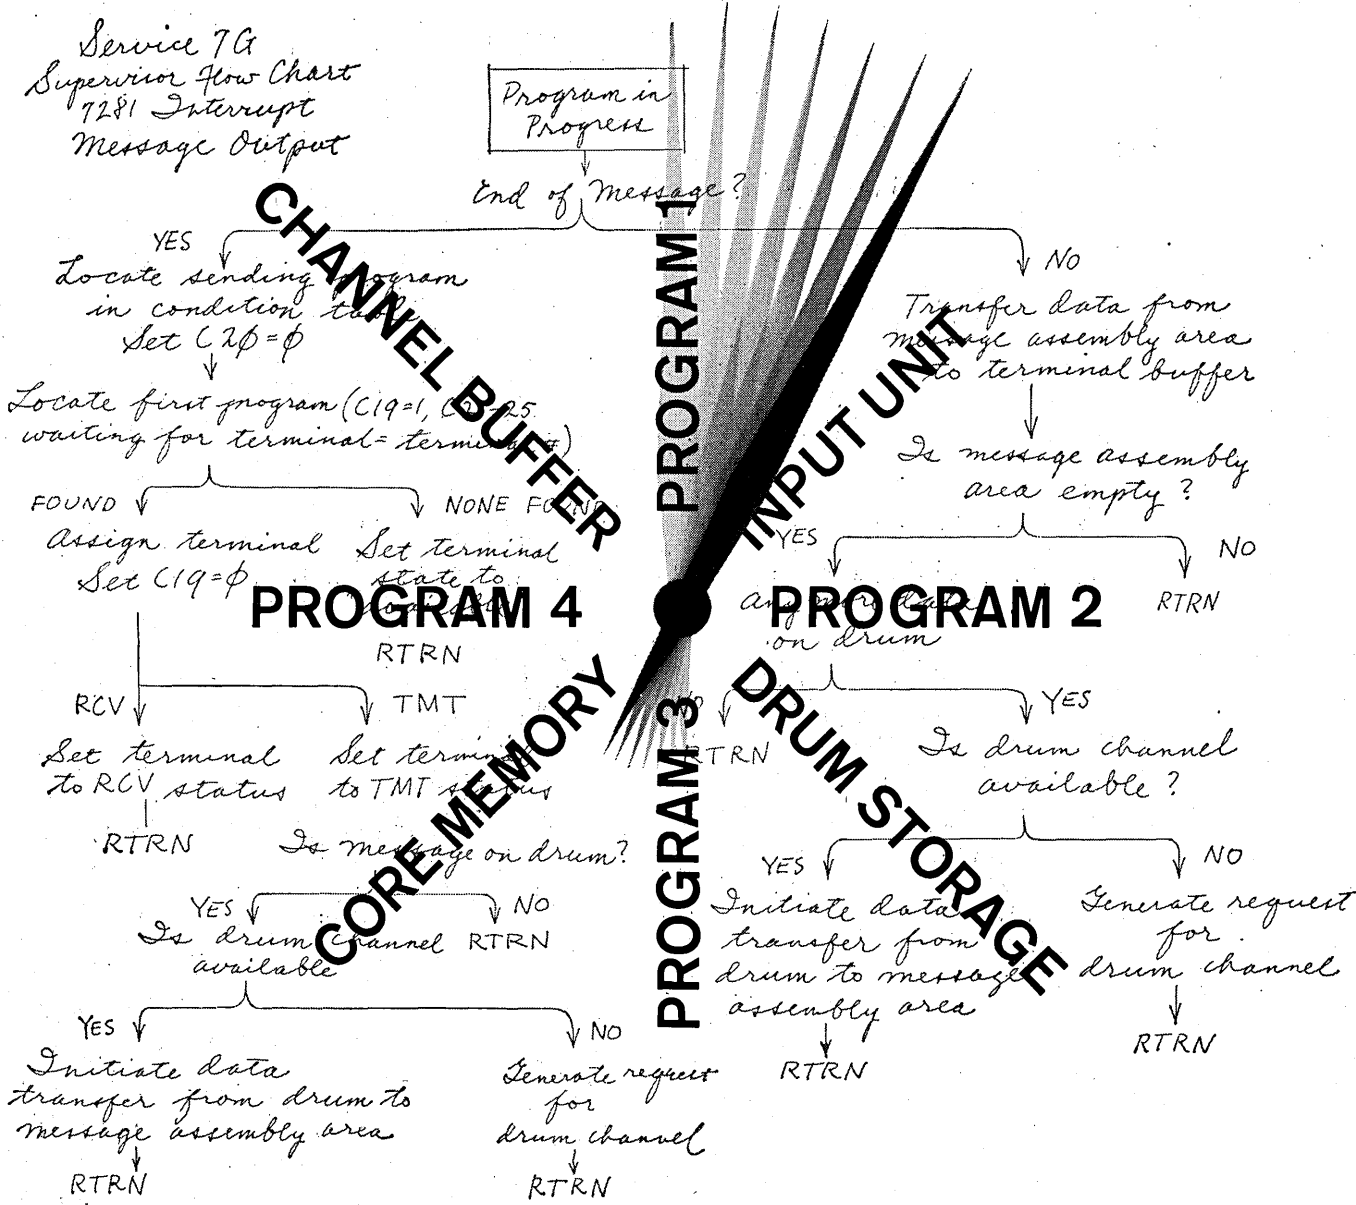 Service 7G
Supervisor Flow Chart
7281 Interrupt
Message Output
Program in
Progress
End of Message?
YES
Locate sending program
in condition table
Set C2φ=φ
Locate first program (C19=1, C21-25
waiting for terminal = terminal #)
FOUND
Assign terminal
Set C19=φ
NONE FOUND
Set terminal
state to
available
RTRN
RCV
Set terminal
to RCV status
RTRN
TMT
Set terminal
to TMT status
Is message on drum?
YES
Is drum channel
available
NO
RTRN
YES
Initiate data
transfer from drum to
message assembly area
RTRN
NO
Generate request
for
drum channel
RTRN
NO
Transfer data from
message assembly area
to terminal buffer
Is message assembly
area empty?
YES
Any more data
on drum
NO
RTRN
NO
RTRN
YES
Is drum channel
available?
YES
Initiate data
transfer from
drum to message
assembly area
RTRN
NO
Generate request
for
drum channel
RTRN
PROGRAM 1
INPUT UNIT
PROGRAM 2
DRUM STORAGE
PROGRAM 3
CORE MEMORY
PROGRAM 4
CHANNEL BUFFER